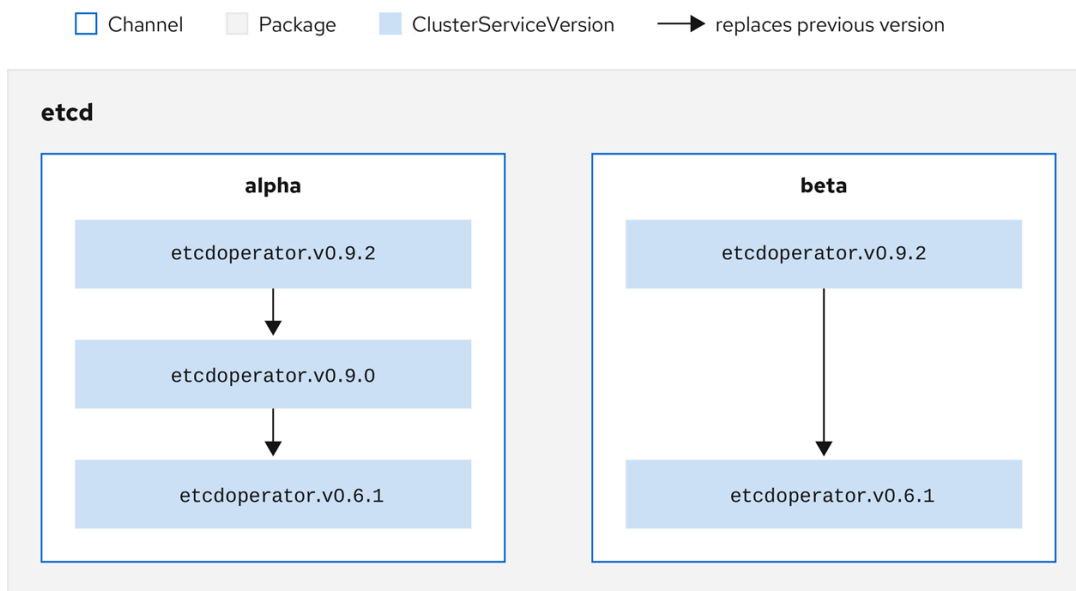 Channel Package ClusterServiceVersion replaces previous version
etcd
alpha
etcdoperator.v0.9.2
etcdoperator.v0.9.0
etcdoperator.v0.6.1
beta
etcdoperator.v0.9.2
etcdoperator.v0.6.1